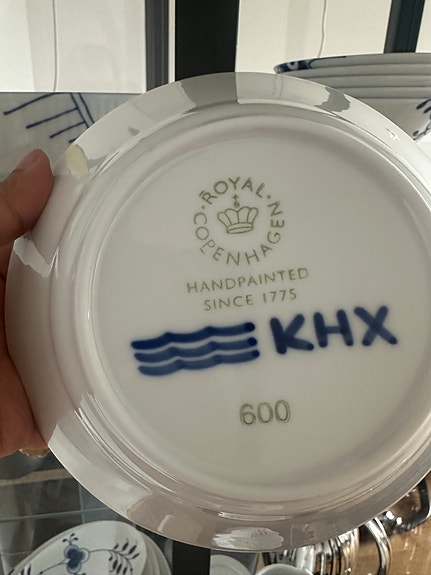 ROYAL
COPENHAGEN
HANDPAINTED
SINCE 1775
KHX
600